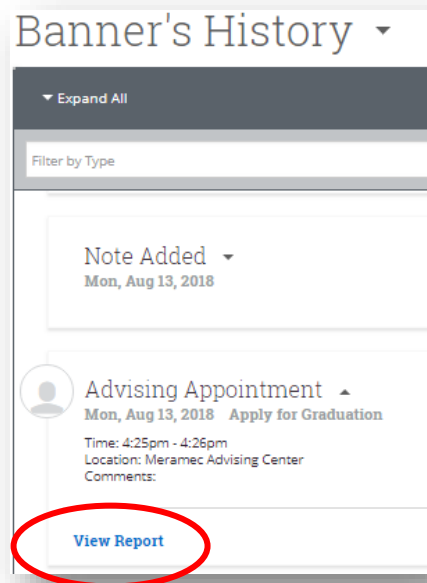 Banner's History
Expand All
Filter by Type
Note Added
Mon, Aug 13, 2018
Advising Appointment
Mon, Aug 13, 2018 Apply for Graduation
Time: 4:25pm - 4:26pm
Location: Meramec Advising Center
Comments:
View Report